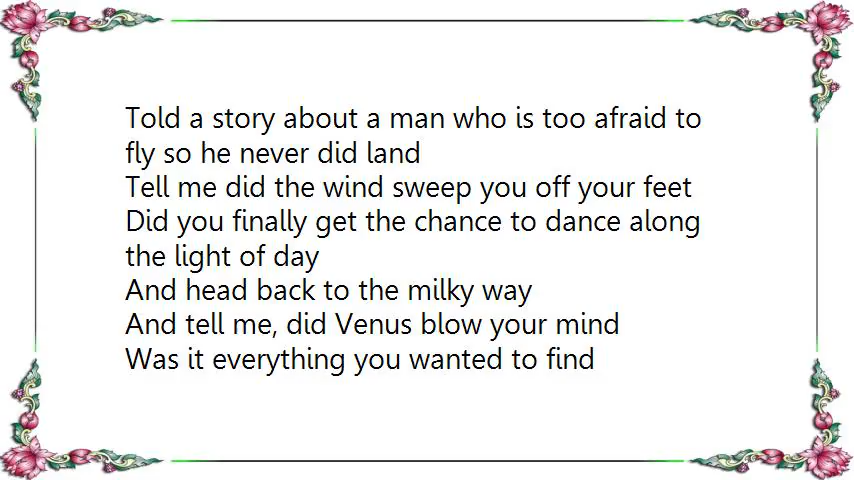 Told a story about a man who is too afraid to
fly so he never did land
Tell me did the wind sweep you off your feet
Did you finally get the chance to dance along
the light of day
And head back to the milky way
And tell me, did Venus blow your mind
Was it everything you wanted to find